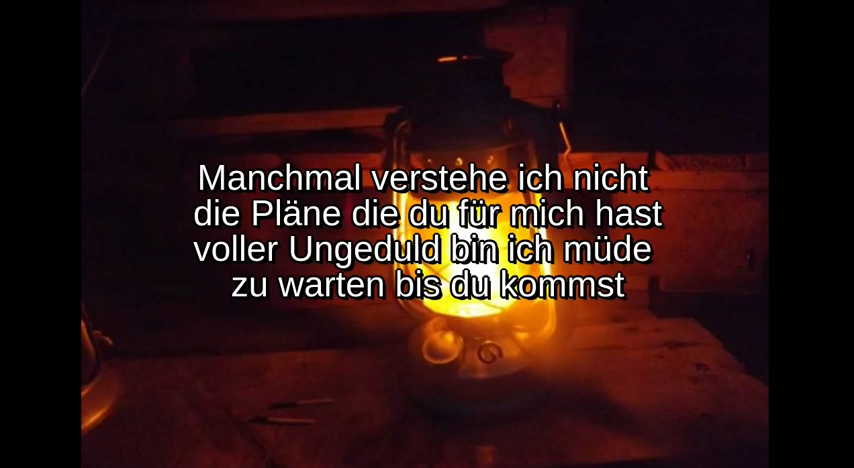 Manchmal verstehe ich nicht
die Pläne die du für mich hast
voller Ungeduld bin ich müde
zu warten bis du kommst